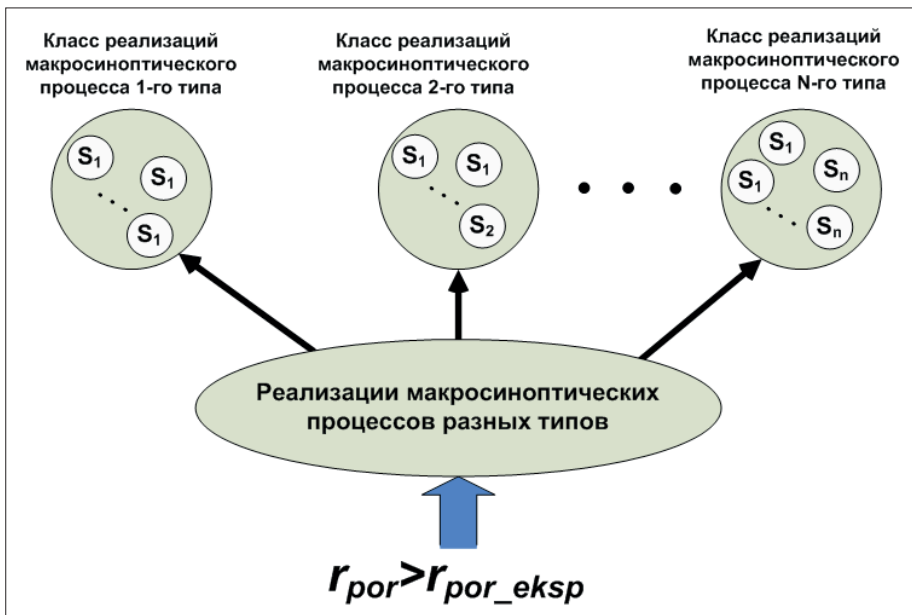 Класс реализаций
макросиноптического
процесса 1-го типа
Класс реализаций
макросиноптического
процесса 2-го типа
Класс реализаций
макросиноптического
процесса N-го типа
S1
S1
S1
S1
S1
S2
S1
S1
Sn
Sn
Реализации макросиноптических
процессов разных типов
rpor>rpor_eksp